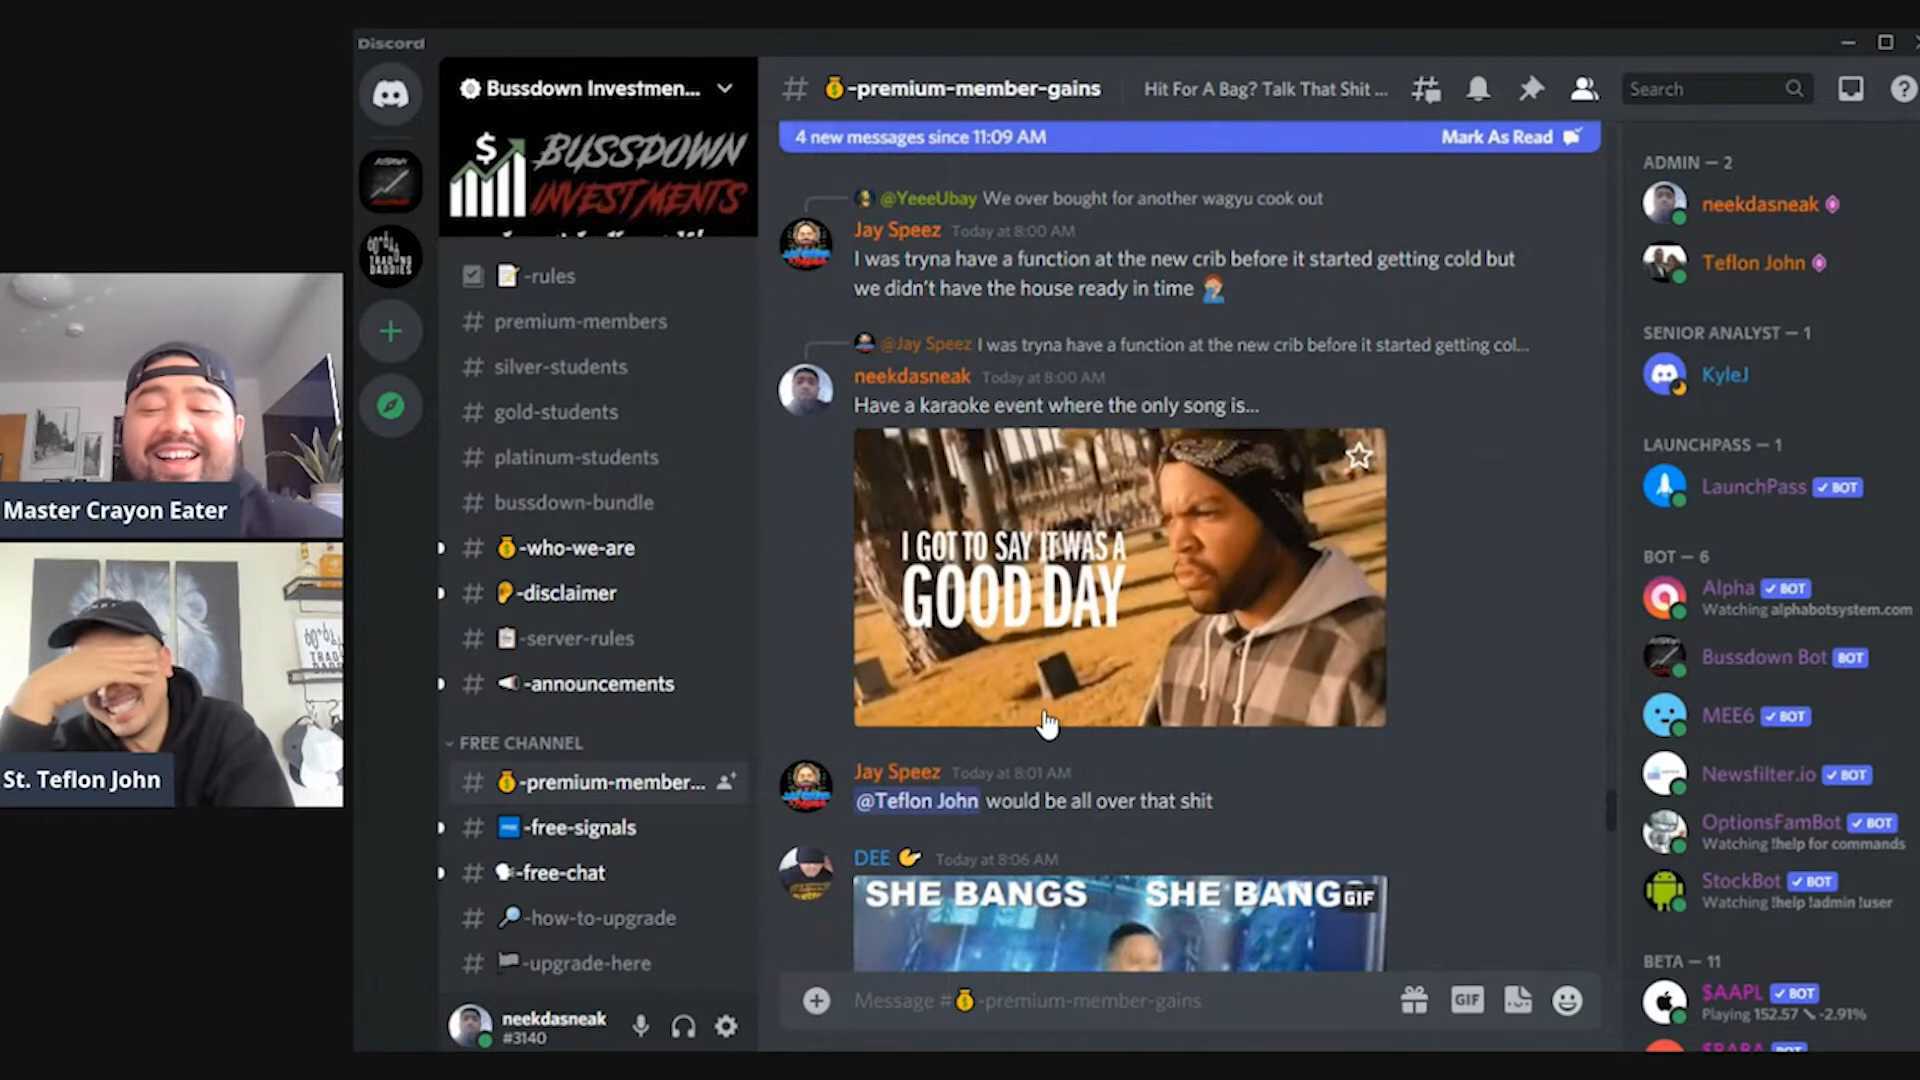 Discord
Bussdown Investmen...
BUSSDOWN
INVESTMENTS
-rules
premium-members
silver-students
gold-students
platinum-students
bussdown-bundle
-who-we-are
-disclaimer
-server-rules
-announcements
FREE CHANNEL
-premium-member...
-free-signals
-free-chat
-how-to-upgrade
-upgrade-here
neekdasneak
#3140
Master Crayon Eater
St. Teflon John
-premium-member-gains
Hit For A Bag? Talk That Shit ...
Search
4 new messages since 11:09 AM
Mark As Read
@YeeeUbay We over bought for another wagyu cook out
Jay Speez Today at 8:00 AM
I was tryna have a function at the new crib before it started getting cold but
we didn't have the house ready in time
@Jay Speez I was tryna have a function at the new crib before it started getting col...
neekdasneak Today at 8:00 AM
Have a karaoke event where the only song is...
I GOT TO SAY IT WAS A
GOOD DAY
Jay Speez Today at 8:01 AM
@Teflon John would be all over that shit
DEE Today at 8:06 AM
SHE BANGS SHE BANGS
GIF
Message # -premium-member-gains
GIF
ADMIN — 2
neekdasneak
Teflon John
SENIOR ANALYST — 1
KyleJ
LAUNCHPASS — 1
LaunchPass BOT
BOT — 6
Alpha BOT
Watching alphabotsystem.com
Bussdown Bot BOT
MEE6 BOT
Newsfilter.io BOT
OptionsFamBot BOT
Watching !help for commands
StockBot BOT
Watching !help !admin !user
BETA — 11
$AAPL BOT
Playing 152.57 ↘ -2.91%
$BABA BOT